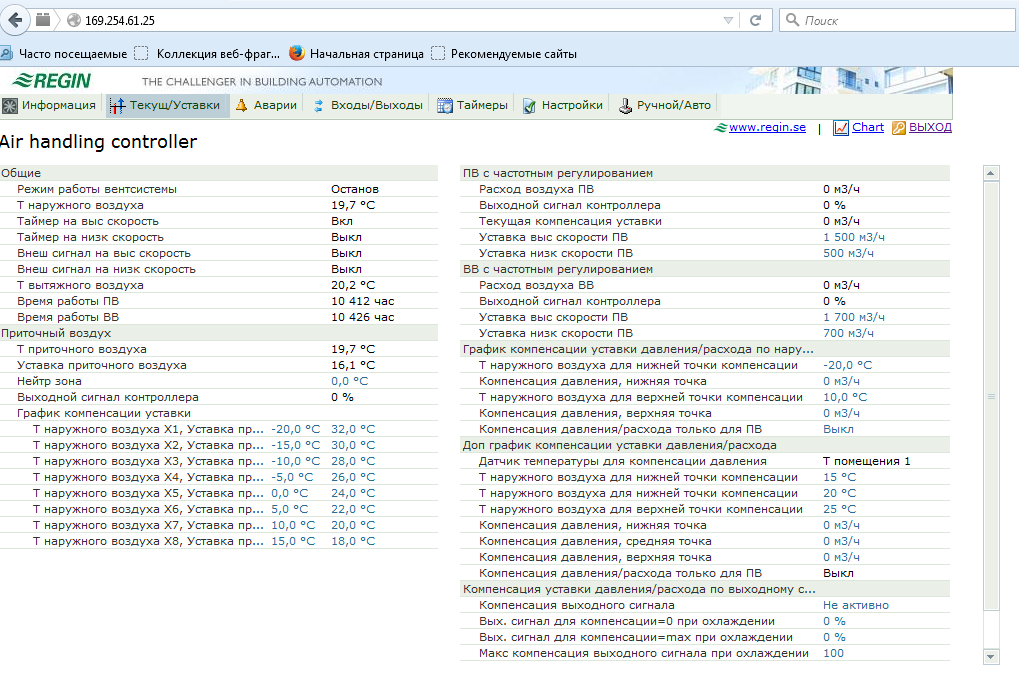 169.254.61.25
Поиск
Часто посещаемые Коллекция веб-фраг... Начальная страница Рекомендуемые сайты
REGIN THE CHALLENGER IN BUILDING AUTOMATION
Информация Текущ/Уставки Аварии Входы/Выходы Таймеры Настройки Ручной/Авто
www.regin.se | Chart ВЫХОД
Air handling controller
Общие
Режим работы вентсистемы Останов
Т наружного воздуха 19,7 °C
Таймер на выс скорость Вкл
Таймер на низк скорость Выкл
Внеш сигнал на выс скорость Выкл
Внеш сигнал на низк скорость Выкл
Т вытяжного воздуха 20,2 °C
Время работы ПВ 10 412 час
Время работы ВВ 10 426 час
Приточный воздух
Т приточного воздуха 19,7 °C
Уставка приточного воздуха 16,1 °C
Нейтр зона 0,0 °C
Выходной сигнал контроллера 0 %
График компенсации уставки
Т наружного воздуха X1, Уставка пр... -20,0 °C 32,0 °C
Т наружного воздуха X2, Уставка пр... -15,0 °C 30,0 °C
Т наружного воздуха X3, Уставка пр... -10,0 °C 28,0 °C
Т наружного воздуха X4, Уставка пр... -5,0 °C 26,0 °C
Т наружного воздуха X5, Уставка пр... 0,0 °C 24,0 °C
Т наружного воздуха X6, Уставка пр... 5,0 °C 22,0 °C
Т наружного воздуха X7, Уставка пр... 10,0 °C 20,0 °C
Т наружного воздуха X8, Уставка пр... 15,0 °C 18,0 °C
ПВ с частотным регулированием
Расход воздуха ПВ 0 м3/ч
Выходной сигнал контроллера 0 %
Текущая компенсация уставки 0 м3/ч
Уставка выс скорости ПВ 1 500 м3/ч
Уставка низк скорости ПВ 500 м3/ч
ВВ с частотным регулированием
Расход воздуха ВВ 0 м3/ч
Выходной сигнал контроллера 0 %
Уставка выс скорости ПВ 1 700 м3/ч
Уставка низк скорости ПВ 700 м3/ч
График компенсации уставки давления/расхода по нару...
Т наружного воздуха для нижней точки компенсации -20,0 °C
Компенсация давления, нижняя точка 0 м3/ч
Т наружного воздуха для верхней точки компенсации 10,0 °C
Компенсация давления, верхняя точка 0 м3/ч
Компенсация давления/расхода только для ПВ Выкл
Доп график компенсации уставки давления/расхода
Датчик температуры для компенсации давления Т помещения 1
Т наружного воздуха для нижней точки компенсации 15 °C
Т наружного воздуха для нижней точки компенсации 20 °C
Т наружного воздуха для верхней точки компенсации 25 °C
Компенсация давления, нижняя точка 0 м3/ч
Компенсация давления, средняя точка 0 м3/ч
Компенсация давления, верхняя точка 0 м3/ч
Компенсация давления/расхода только для ПВ Выкл
Компенсация уставки давления/расхода по выходному с...
Компенсация выходного сигнала Не активно
Вых. сигнал для компенсации=0 при охлаждении 0 %
Вых. сигнал для компенсации=max при охлаждении 0 %
Макс компенсация выходного сигнала при охлаждении 100